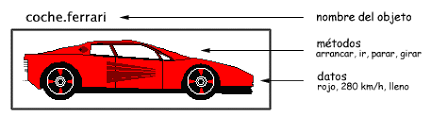 coche.ferrari
nombre del objeto
métodos
arrancar, ir, parar, girar
datos
rojo, 280 km/h, lleno